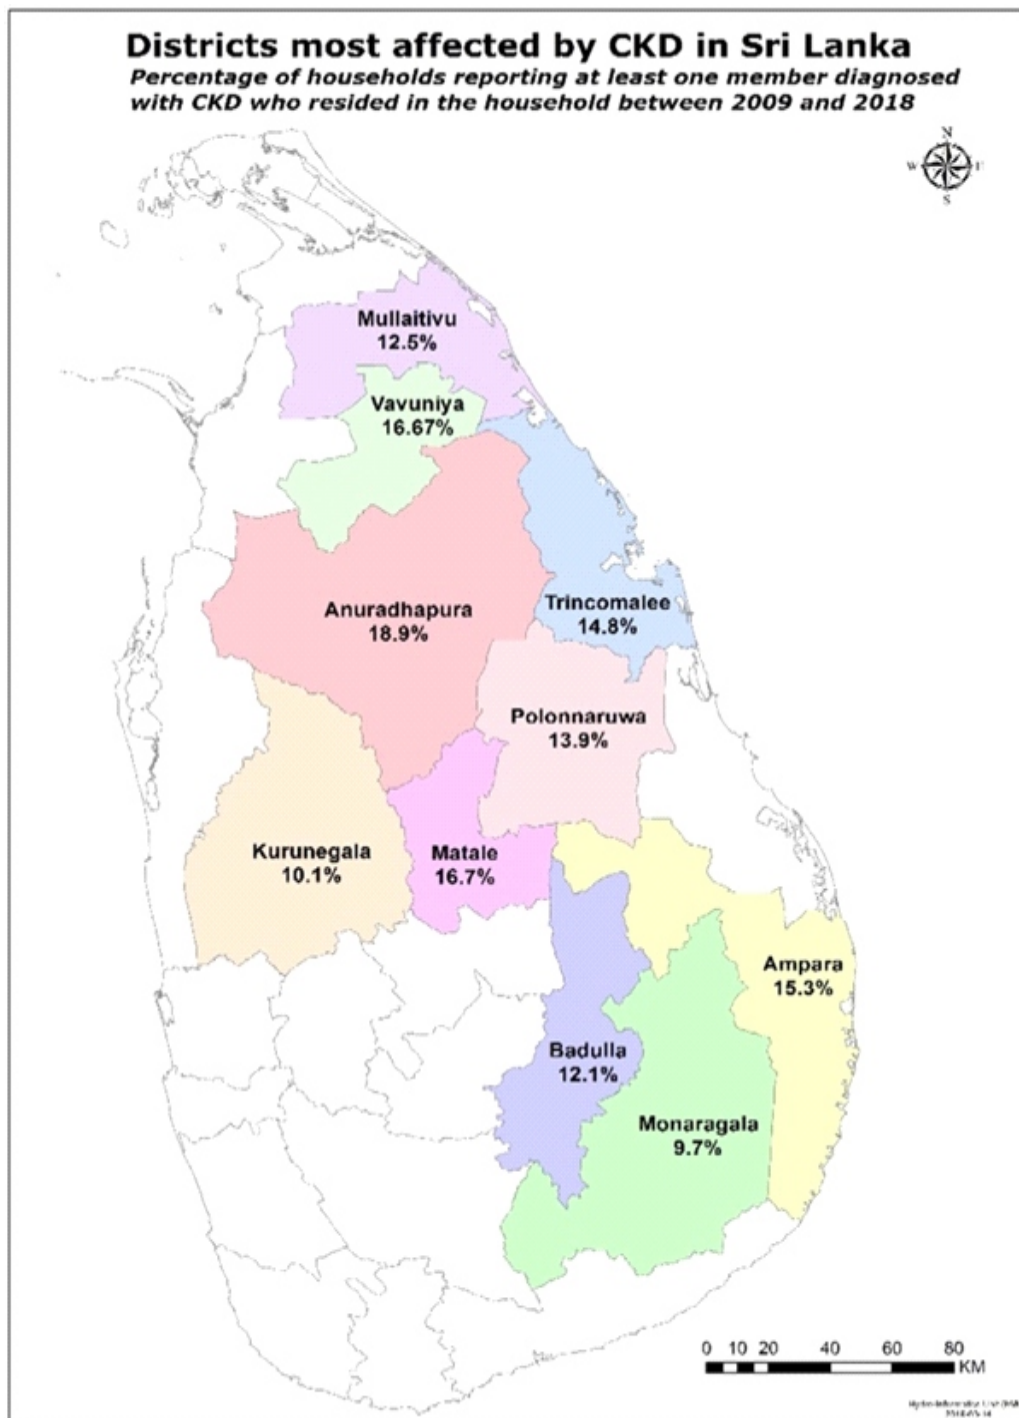 Districts most affected by CKD in Sri Lanka
Percentage of households reporting at least one member diagnosed
with CKD who resided in the household between 2009 and 2018
N
W E
S
Mullaitivu
12.5%
Vavuniya
16.67%
Anuradhapura
18.9%
Trincomalee
14.8%
Polonnaruwa
13.9%
Kurunegala
10.1%
Matale
16.7%
Ampara
15.3%
Badulla
12.1%
Monaragala
9.7%
0 10 20 40 60 80
KM